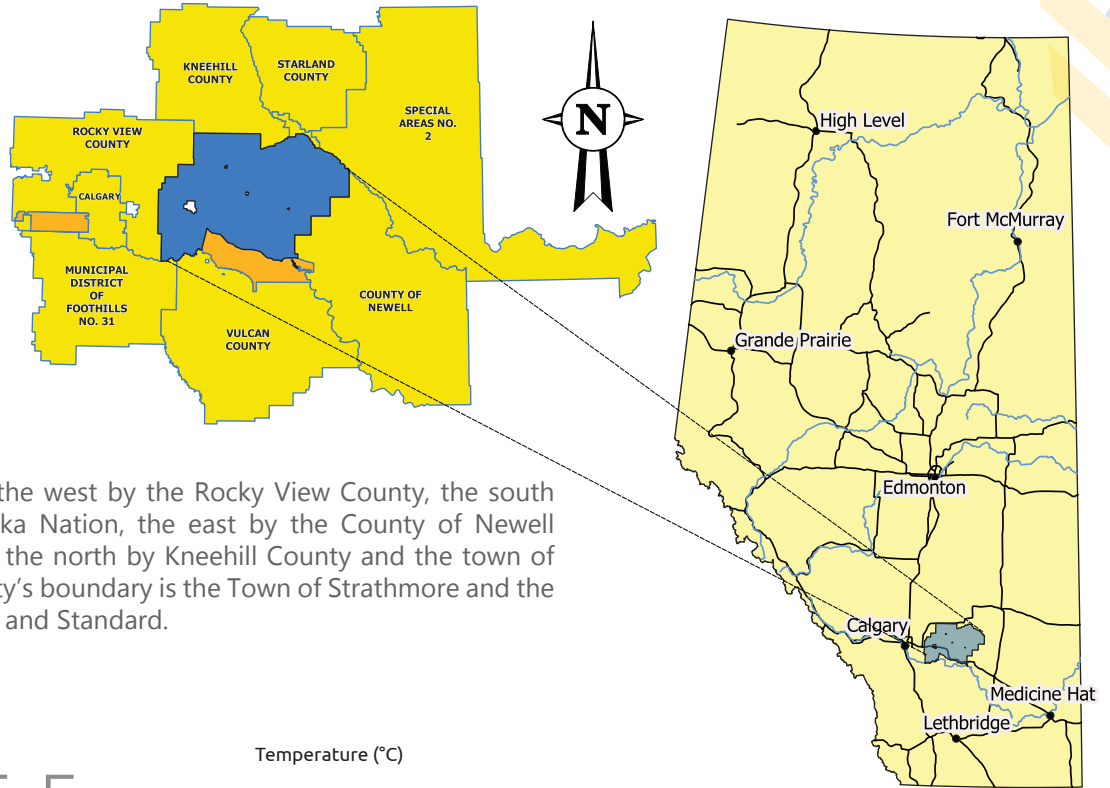 KNEEHILL
COUNTY
STARLAND
COUNTY
SPECIAL
AREAS NO.
2
ROCKY VIEW
COUNTY
CALGARY
MUNICIPAL
DISTRICT
OF
FOOTHILLS
NO. 31
VULCAN
COUNTY
COUNTY OF
NEWELL
N
High Level
Fort McMurray
Grande Prairie
Edmonton
Calgary
Medicine Hat
Lethbridge
the west by the Rocky View County, the south
ka Nation, the east by the County of Newell
the north by Kneehill County and the town of
ty's boundary is the Town of Strathmore and the
and Standard.
Temperature (°C)